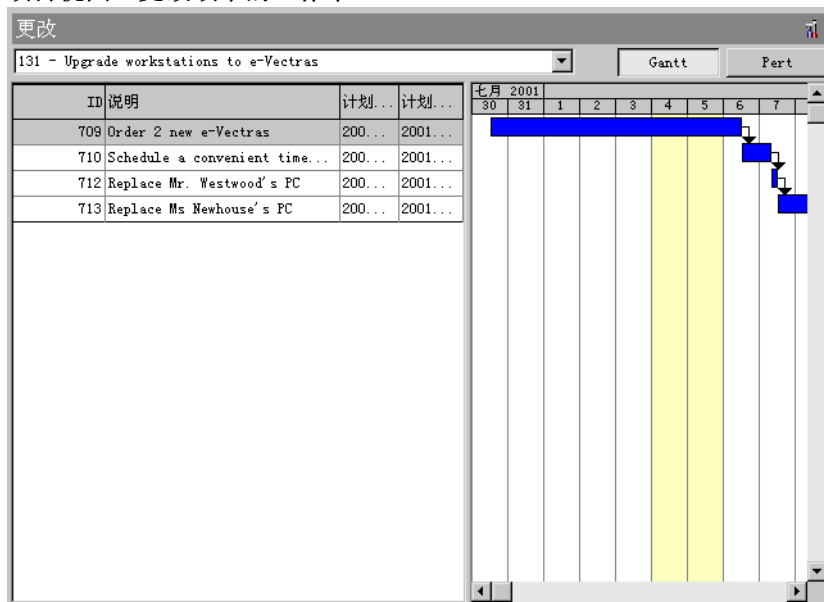 更改
131 - Upgrade workstations to e-Vectras
Gantt
Pert
ID 说明 计划... 计划...
七月 2001
30 31 1 2 3 4 5 6 7
709 Order 2 new e-Vectras 200... 2001...
710 Schedule a convenient time... 200... 2001...
712 Replace Mr. Westwood's PC 200... 2001...
713 Replace Ms Newhouse's PC 200... 2001...